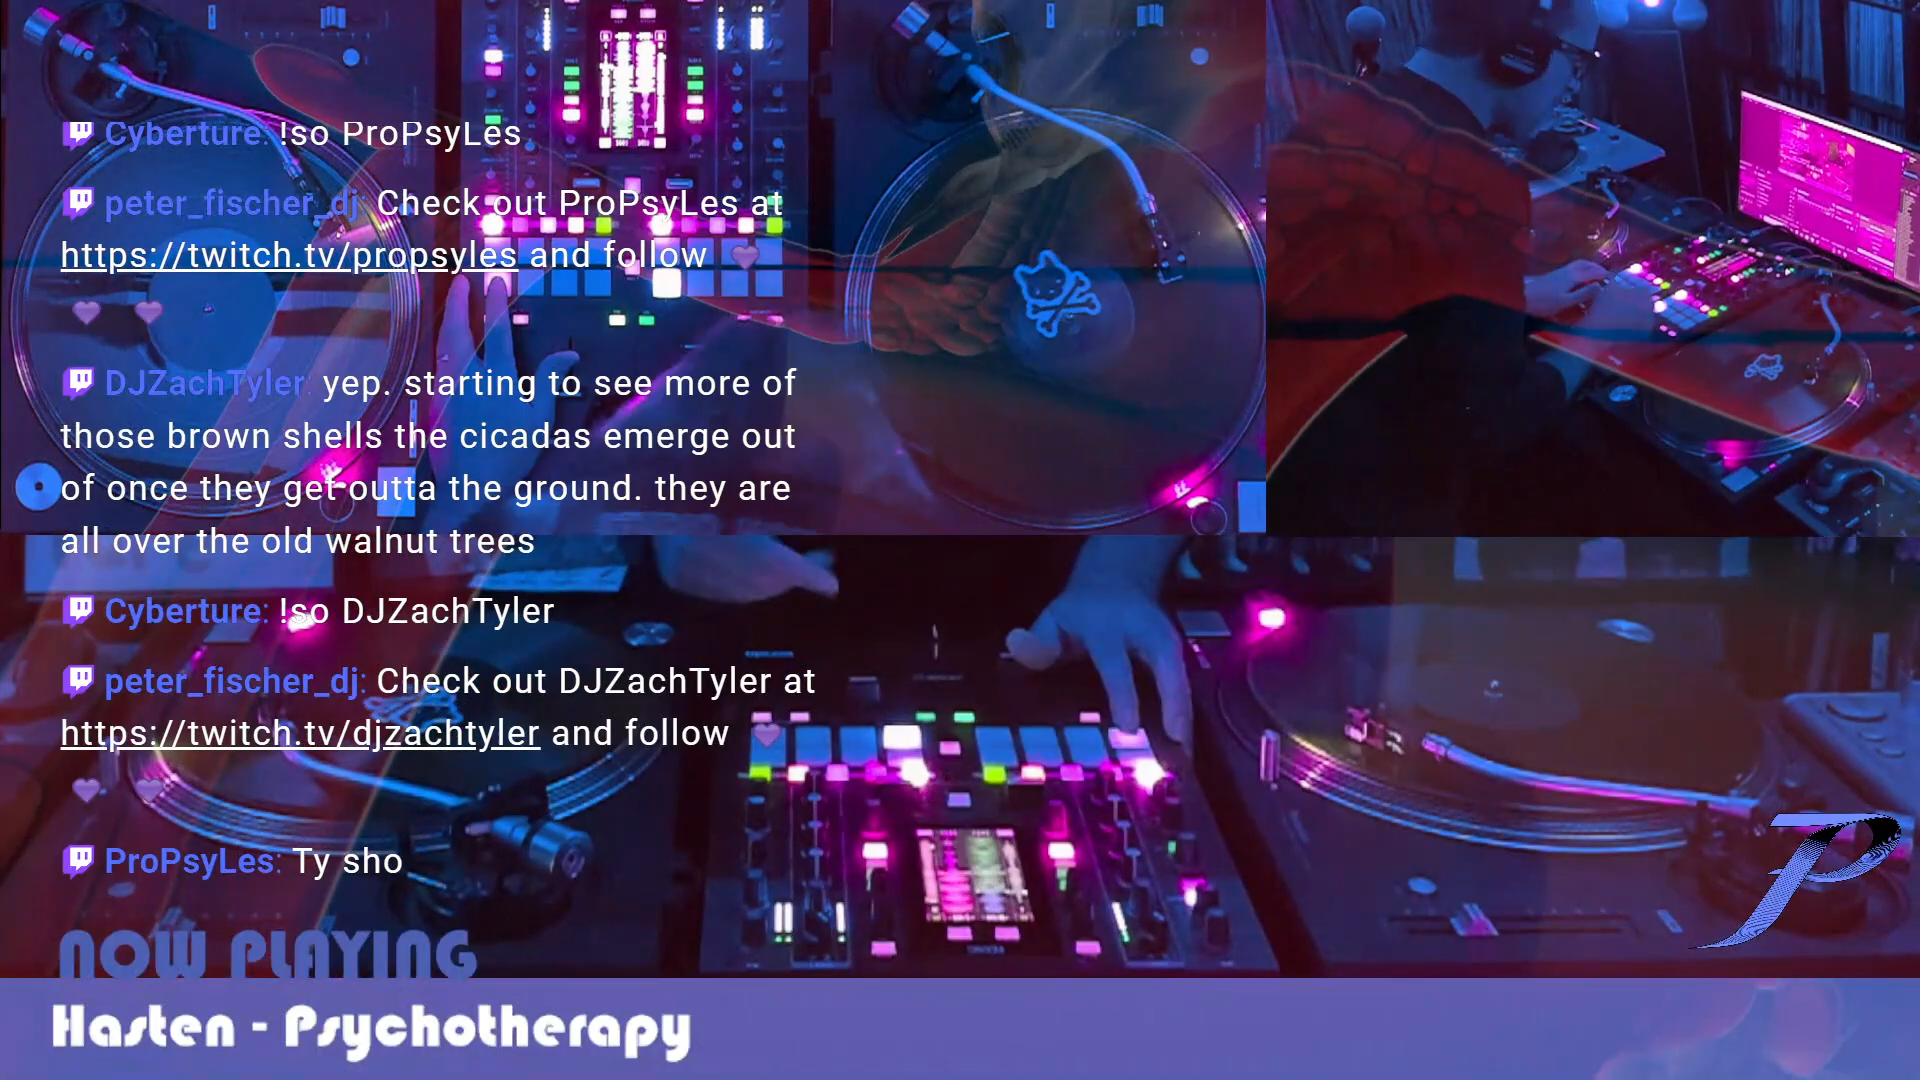 Cyberture: !so ProPsyLes
peter_fischer_dj: Check out ProPsyLes at
https://twitch.tv/propsyles and follow
DJZachTyler: yep. starting to see more of
those brown shells the cicadas emerge out
of once they get outta the ground. they are
all over the old walnut trees
Cyberture: !so DJZachTyler
peter_fischer_dj: Check out DJZachTyler at
https://twitch.tv/djzachtyler and follow
ProPsyLes: Ty sho
P
NOW PLAYING
Hasten - Psychotherapy